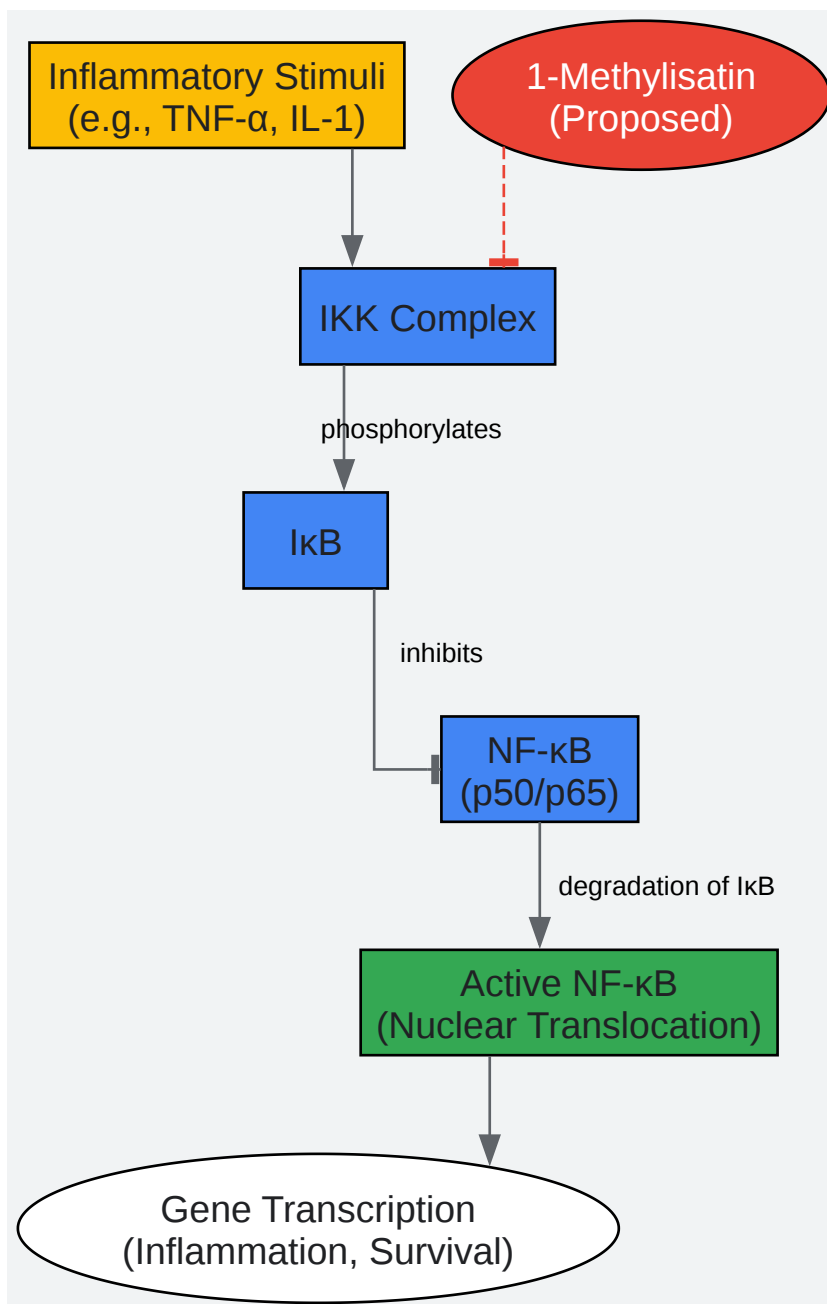 Inflammatory Stimuli
(e.g., TNF-α, IL-1)
1-Methylisatin
(Proposed)
IKK Complex
phosphorylates
IκB
inhibits
NF-κB
(p50/p65)
degradation of IκB
Active NF-κB
(Nuclear Translocation)
Gene Transcription
(Inflammation, Survival)